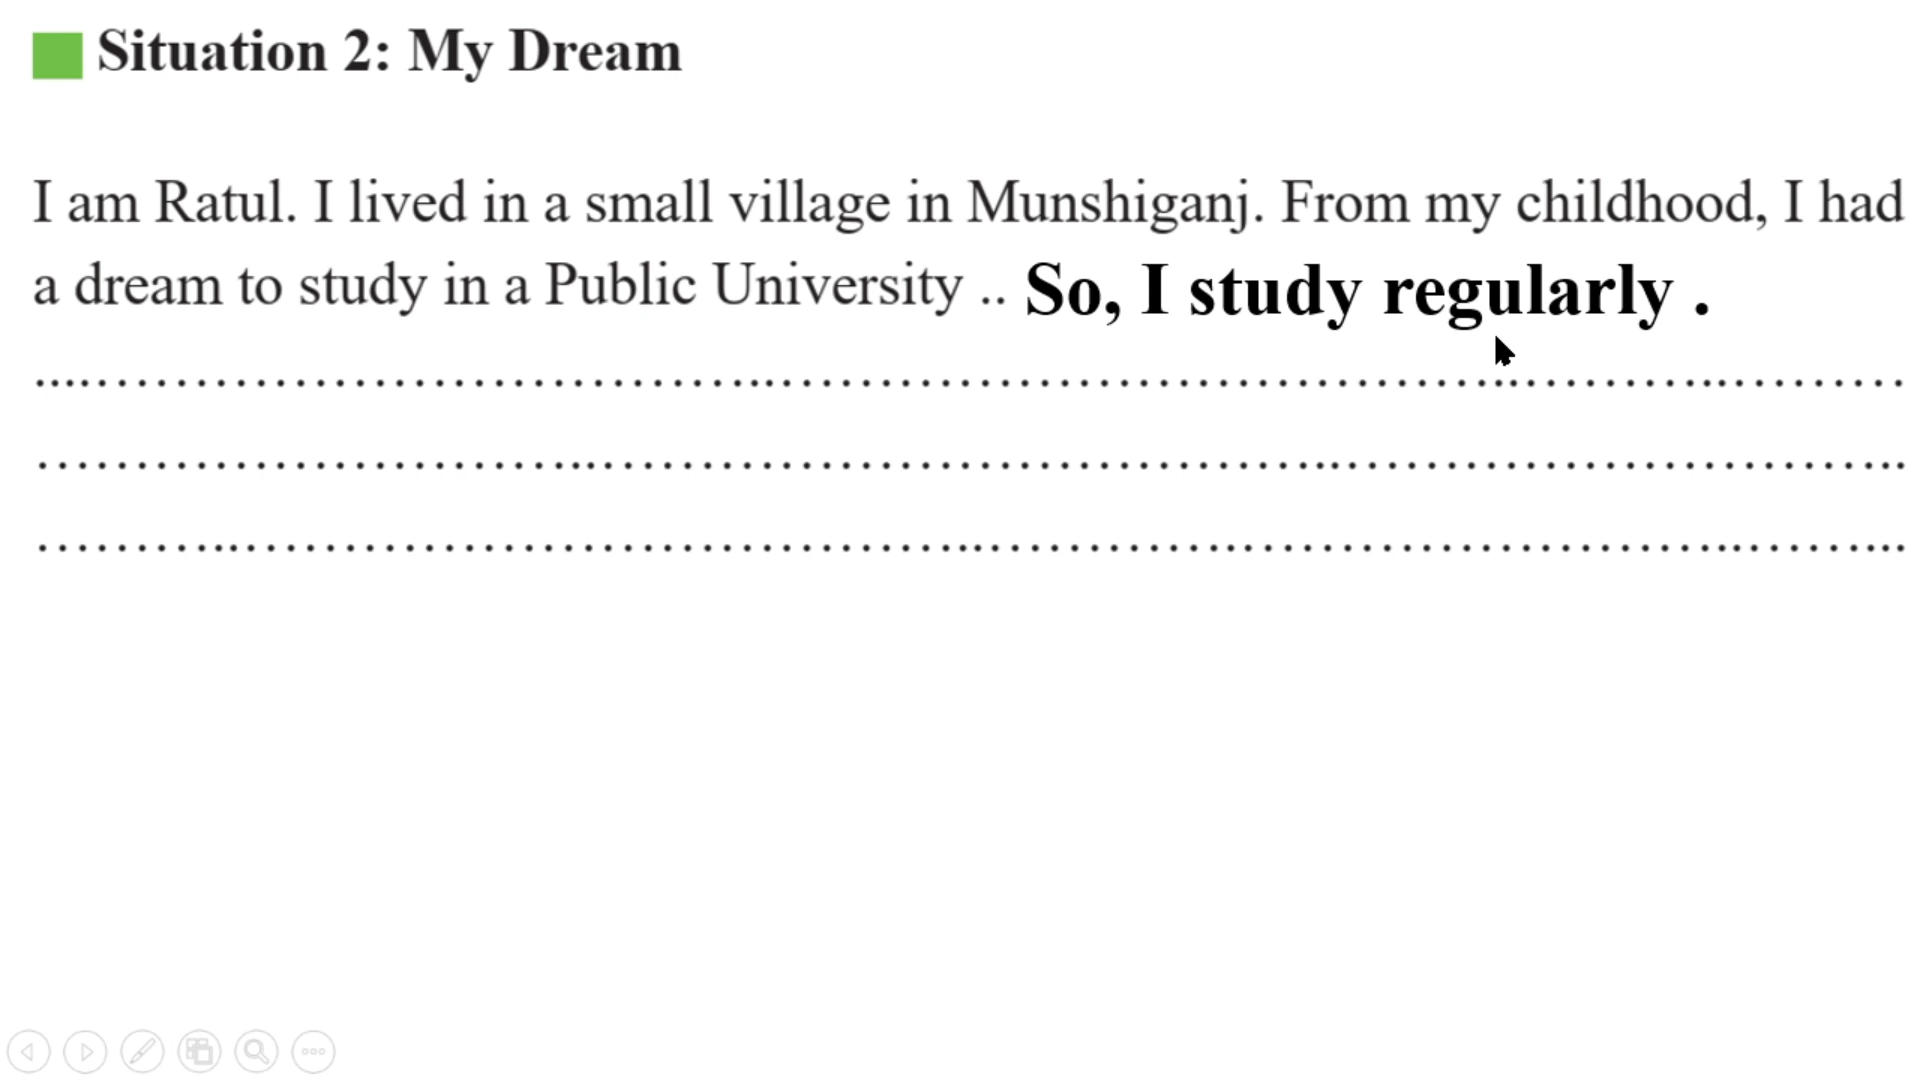 Situation 2: My Dream
I am Ratul. I lived in a small village in Munshiganj. From my childhood, I had
a dream to study in a Public University .. So, I study regularly .